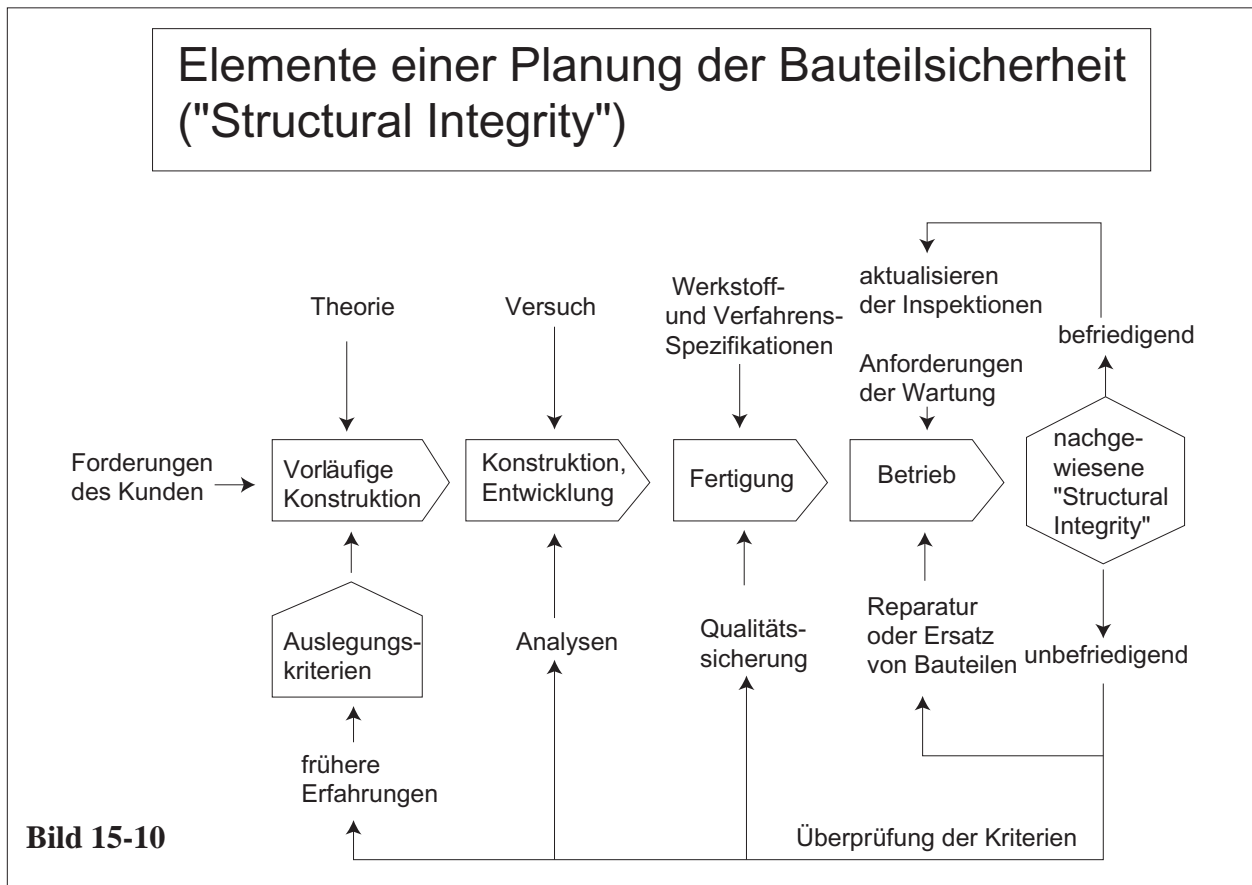 Elemente einer Planung der Bauteilsicherheit
("Structural Integrity")
Theorie
Versuch
Werkstoff-
und Verfahrens-
Spezifikationen
aktualisieren
der Inspektionen
befriedigend
Anforderungen
der Wartung
Forderungen
des Kunden
Vorläufige
Konstruktion
Konstruktion,
Entwicklung
Fertigung
Betrieb
nachge-
wiesene
"Structural
Integrity"
Auslegungs-
kriterien
Analysen
Qualitäts-
sicherung
Reparatur
oder Ersatz
von Bauteilen
unbefriedigend
frühere
Erfahrungen
Überprüfung der Kriterien
Bild 15-10